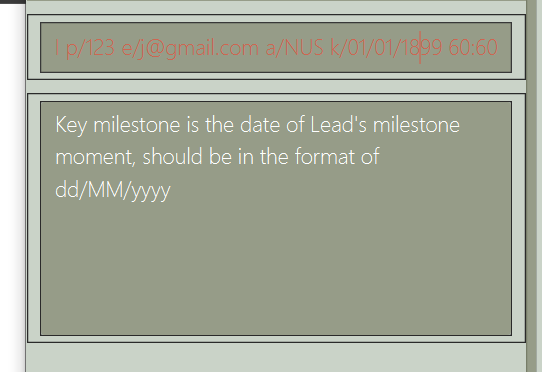 l p/123 e/j@gmail.com a/NUS k/01/01/1899 60:60
Key milestone is the date of Lead's milestone
moment, should be in the format of
dd/MM/yyyy